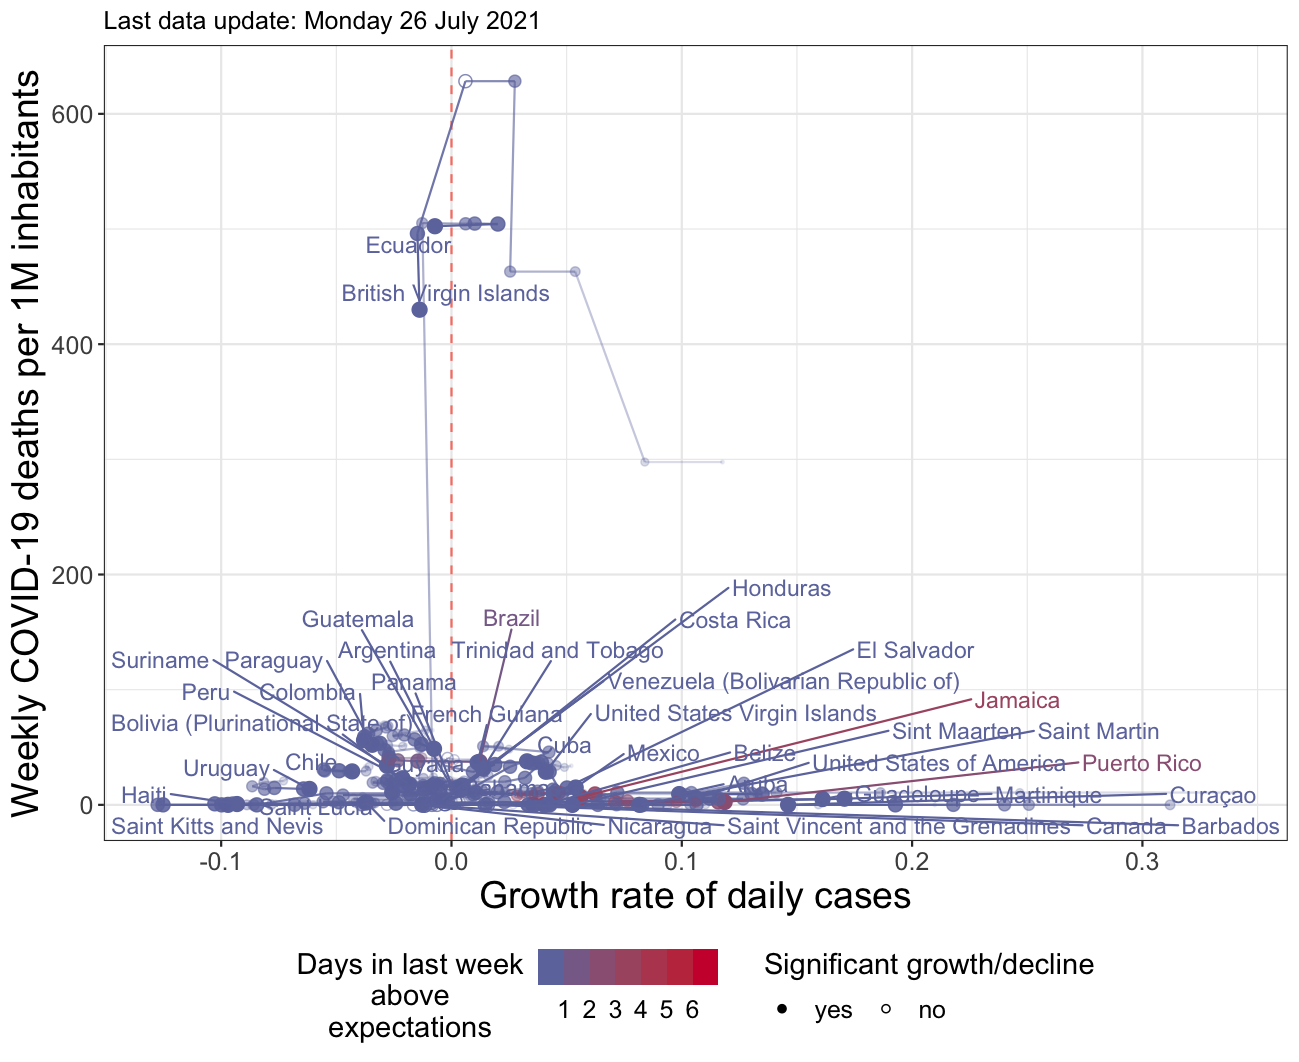 Last data update: Monday 26 July 2021
Weekly COVID-19 deaths per 1M inhabitants
600
400
200
0
Ecuador
British Virgin Islands
Honduras
Guatemala
Brazil
Costa Rica
Suriname
Paraguay
Argentina
Trinidad and Tobago
El Salvador
Peru
Colombia
Panama
Venezuela (Bolivarian Republic of)
Jamaica
Bolivia (Plurinational State of)
French Guiana
United States Virgin Islands
Sint Maarten
Saint Martin
Cuba
Mexico
Belize
Uruguay
Chile
Guyana
United States of America
Puerto Rico
Aruba
Haiti
Guadeloupe
Martinique
Curaçao
Saint Lucia
Saint Kitts and Nevis
Dominican Republic
Nicaragua
Saint Vincent and the Grenadines
Canada
Barbados
-0.1
0.0
0.1
0.2
0.3
Growth rate of daily cases
Days in last week
above
expectations
1 2 3 4 5 6
Significant growth/decline
yes
no